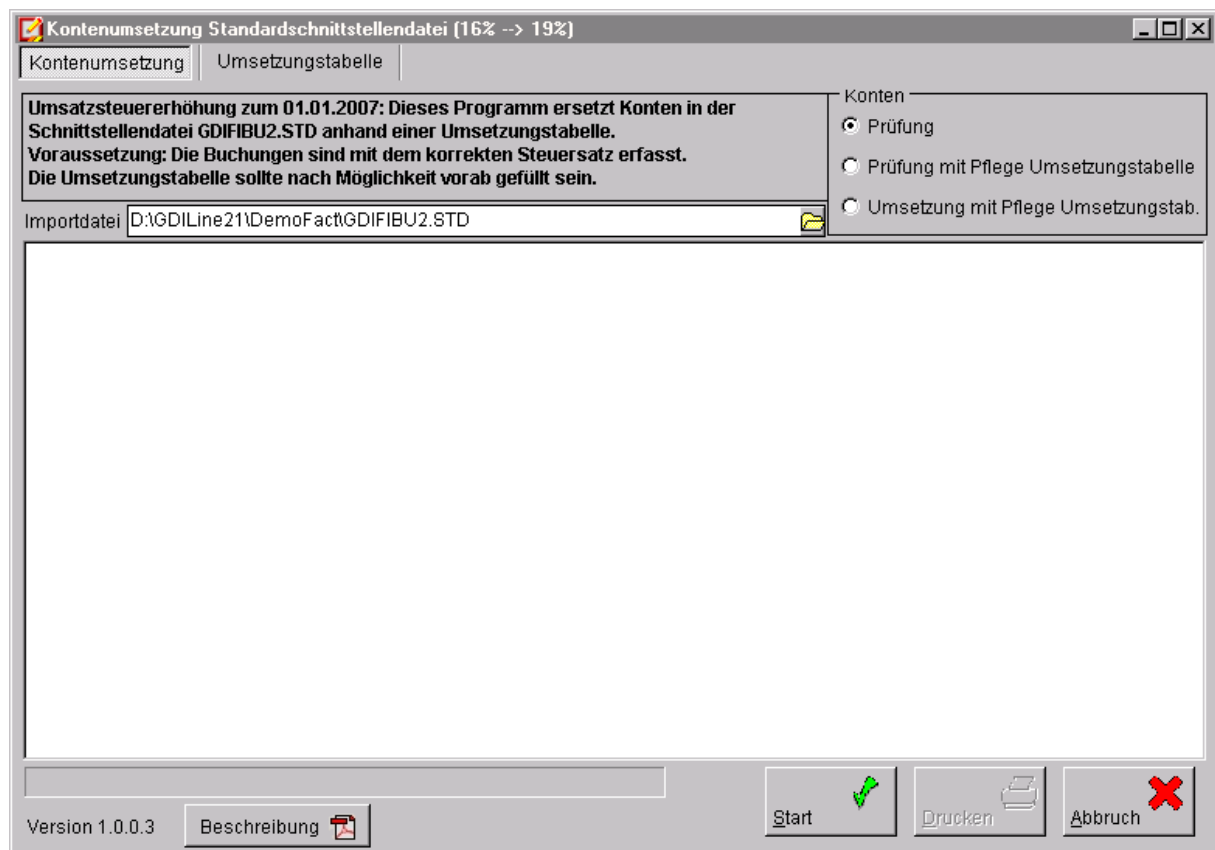 Kontenumsetzung Standardschnittstellendatei (16% --> 19%)
Kontenumsetzung
Umsetzungstabelle
Umsatzsteuererhöhung zum 01.01.2007: Dieses Programm ersetzt Konten in der
Schnittstellendatei GDIFIBU2.STD anhand einer Umsetzungstabelle.
Voraussetzung: Die Buchungen sind mit dem korrekten Steuersatz erfasst.
Die Umsetzungstabelle sollte nach Möglichkeit vorab gefüllt sein.
Konten
Prüfung
Prüfung mit Pflege Umsetzungstabelle
Umsetzung mit Pflege Umsetzungstab.
Importdatei D:\GDILine21\DemoFact\GDIFIBU2.STD
Start
Drucken
Abbruch
Version 1.0.0.3
Beschreibung